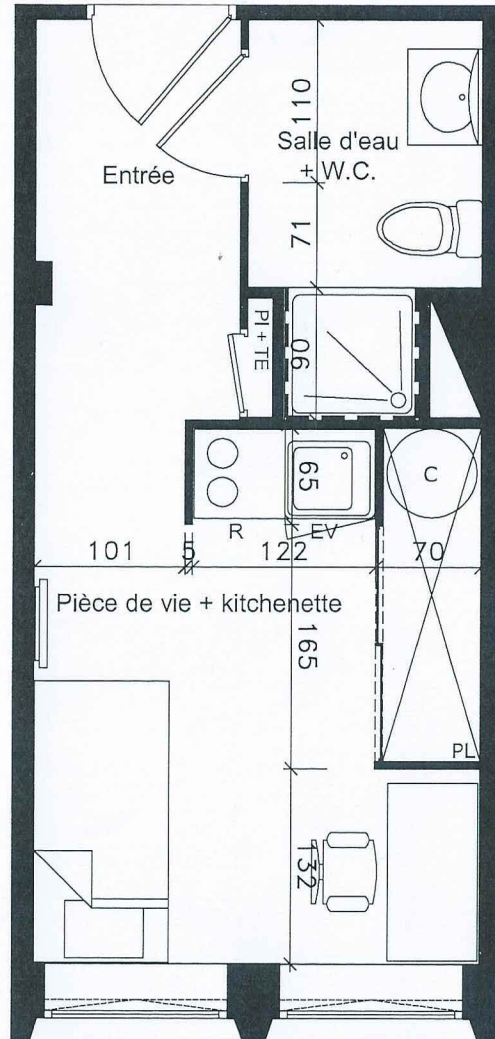 110
Salle d'eau
+ W.C.
Entrée
71
PI + TE
90
65
C
R
EV
101
5
122
70
Pièce de vie + kitchenette
165
PL
132